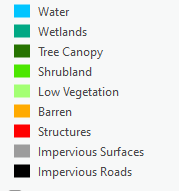 Water
Wetlands
Tree Canopy
Shrubland
Low Vegetation
Barren
Structures
Impervious Surfaces
Impervious Roads